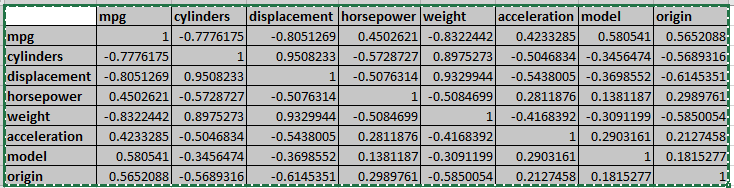 mpg cylinders displacement horsepower weight acceleration model origin
mpg 1 -0.7776175 -0.8051269 0.4502621 -0.8322442 0.4233285 0.580541 0.5652088
cylinders -0.7776175 1 0.9508233 -0.5728727 0.8975273 -0.5046834 -0.3456474 -0.5689316
displacement -0.8051269 0.9508233 1 -0.5076314 0.9329944 -0.5438005 -0.3698552 -0.6145351
horsepower 0.4502621 -0.5728727 -0.5076314 1 -0.5084699 0.2811876 0.1381187 0.2989761
weight -0.8322442 0.8975273 0.9329944 -0.5084699 1 -0.4168392 -0.3091199 -0.5850054
acceleration 0.4233285 -0.5046834 -0.5438005 0.2811876 -0.4168392 1 0.2903161 0.2127458
model 0.580541 -0.3456474 -0.3698552 0.1381187 -0.3091199 0.2903161 1 0.1815277
origin 0.5652088 -0.5689316 -0.6145351 0.2989761 -0.5850054 0.2127458 0.1815277 1